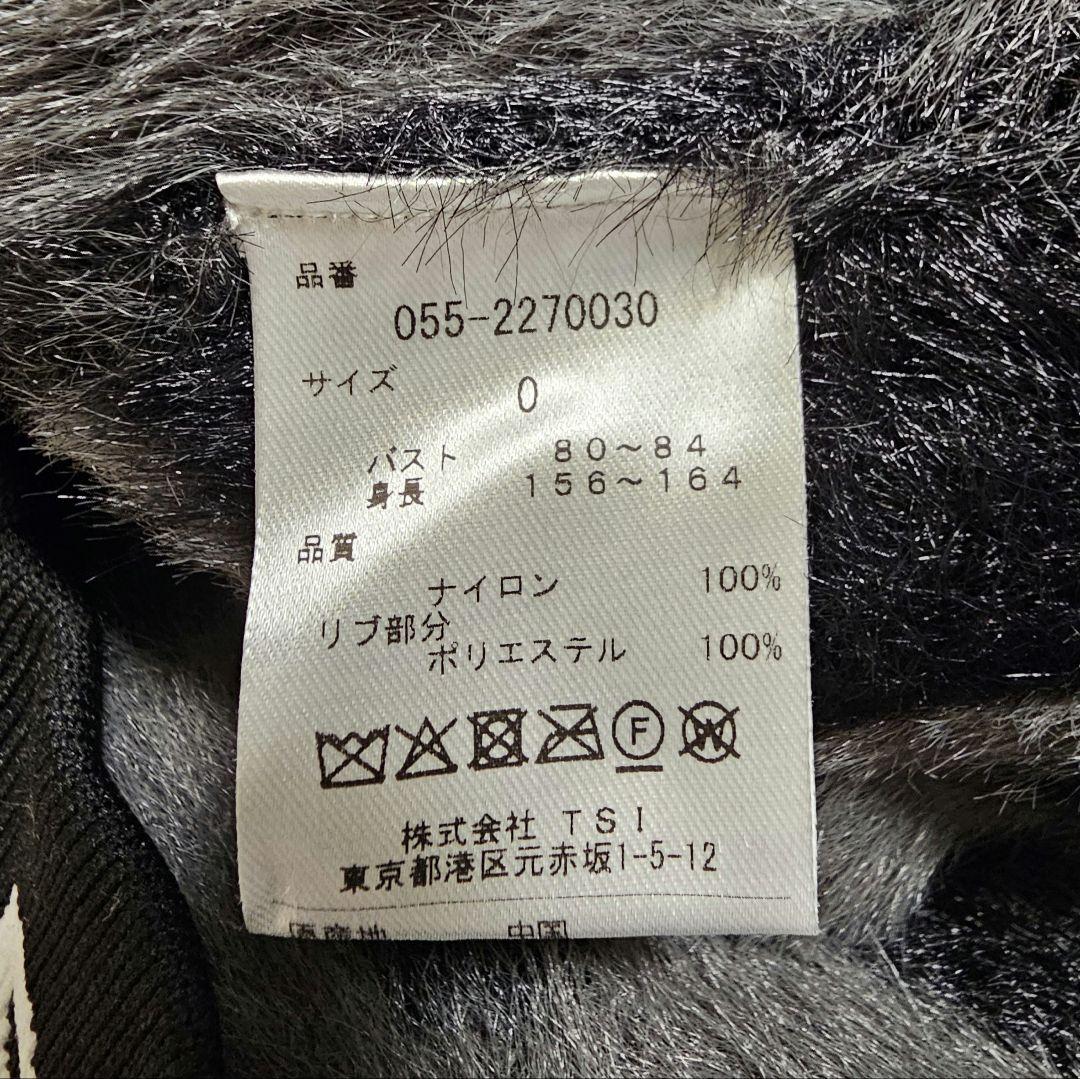 品番
055-2270030
サイズ 0
バスト 80～84
身長 156～164
品質
ナイロン 100%
リブ部分
ポリエステル 100%
F W
株式会社 TSI
東京都港区元赤坂1-5-12
原産地 中国